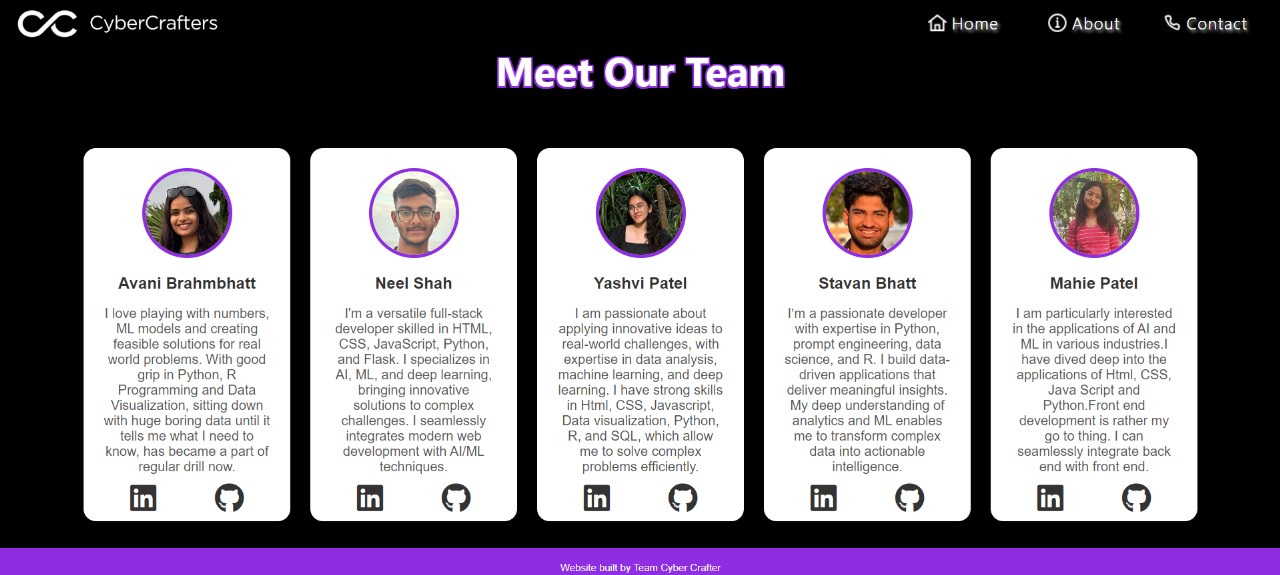 CyberCrafters
Home
About
Contact
Meet Our Team
Avani Brahmbhatt
I love playing with numbers,
ML models and creating
feasible solutions for real
world problems. With good
grip in Python, R
Programming and Data
Visualization, sitting down
with huge boring data until it
tells me what I need to
know, has became a part of
regular drill now.
Neel Shah
I'm a versatile full-stack
developer skilled in HTML,
CSS, JavaScript, Python,
and Flask. I specializes in
AI, ML, and deep learning,
bringing innovative
solutions to complex
challenges. I seamlessly
integrates modern web
development with AI/ML
techniques.
Yashvi Patel
I am passionate about
applying innovative ideas to
real-world challenges, with
expertise in data analysis,
machine learning, and deep
learning. I have strong skills
in Html, CSS, Javascript,
Data visualization, Python,
R, and SQL, which allow
me to solve complex
problems efficiently.
Stavan Bhatt
I'm a passionate developer
with expertise in Python,
prompt engineering, data
science, and R. I build data-
driven applications that
deliver meaningful insights.
My deep understanding of
analytics and ML enables
me to transform complex
data into actionable
intelligence.
Mahie Patel
I am particularly interested
in the applications of AI and
ML in various industries.I
have dived deep into the
applications of Html, CSS,
Java Script and
Python.Front end
development is rather my
go to thing. I can
seamlessly integrate back
end with front end.
Website built by Team Cyber Crafter